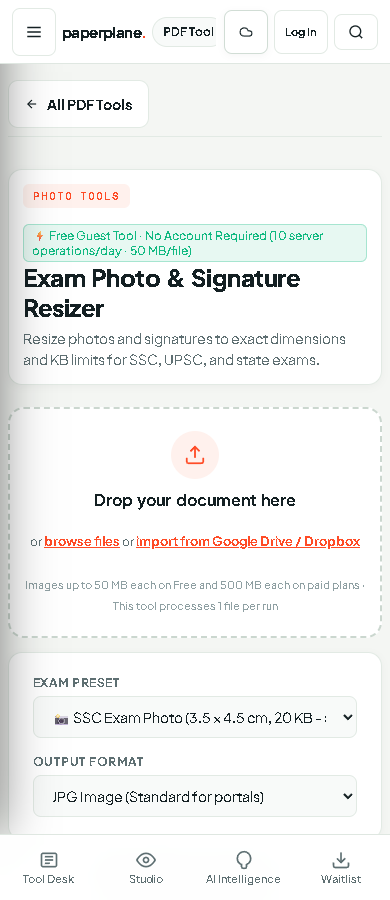 paperplane.
PDF Tool
Log In
All PDF Tools
PHOTO TOOLS
Free Guest Tool · No Account Required (10 server
operations/day · 50 MB/file)
Exam Photo & Signature
Resizer
Resize photos and signatures to exact dimensions
and KB limits for SSC, UPSC, and state exams.
Drop your document here
or browse files or import from Google Drive / Dropbox
Images up to 50 MB each on Free and 500 MB each on paid plans ·
This tool processes 1 file per run
EXAM PRESET
SSC Exam Photo (3.5 x 4.5 cm, 20 KB -
OUTPUT FORMAT
JPG Image (Standard for portals)
Tool Desk
Studio
AI Intelligence
Waitlist